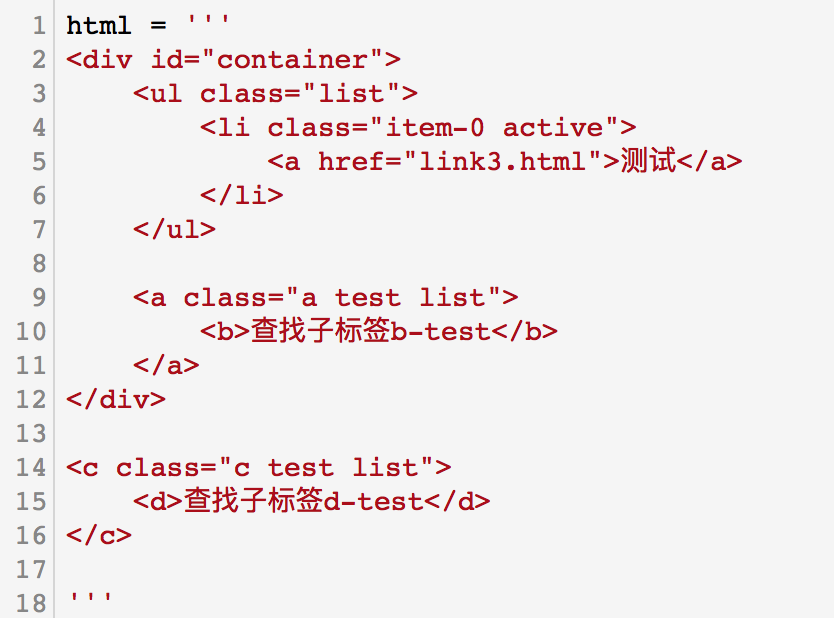 1 html = '''
2 <div id="container">
3     <ul class="list">
4         <li class="item-0 active">
5             <a href="link3.html">测试</a>
6         </li>
7     </ul>
8
9     <a class="a test list">
10         <b>查找子标签b-test</b>
11     </a>
12 </div>
13
14 <c class="c test list">
15     <d>查找子标签d-test</d>
16 </c>
17
18 '''